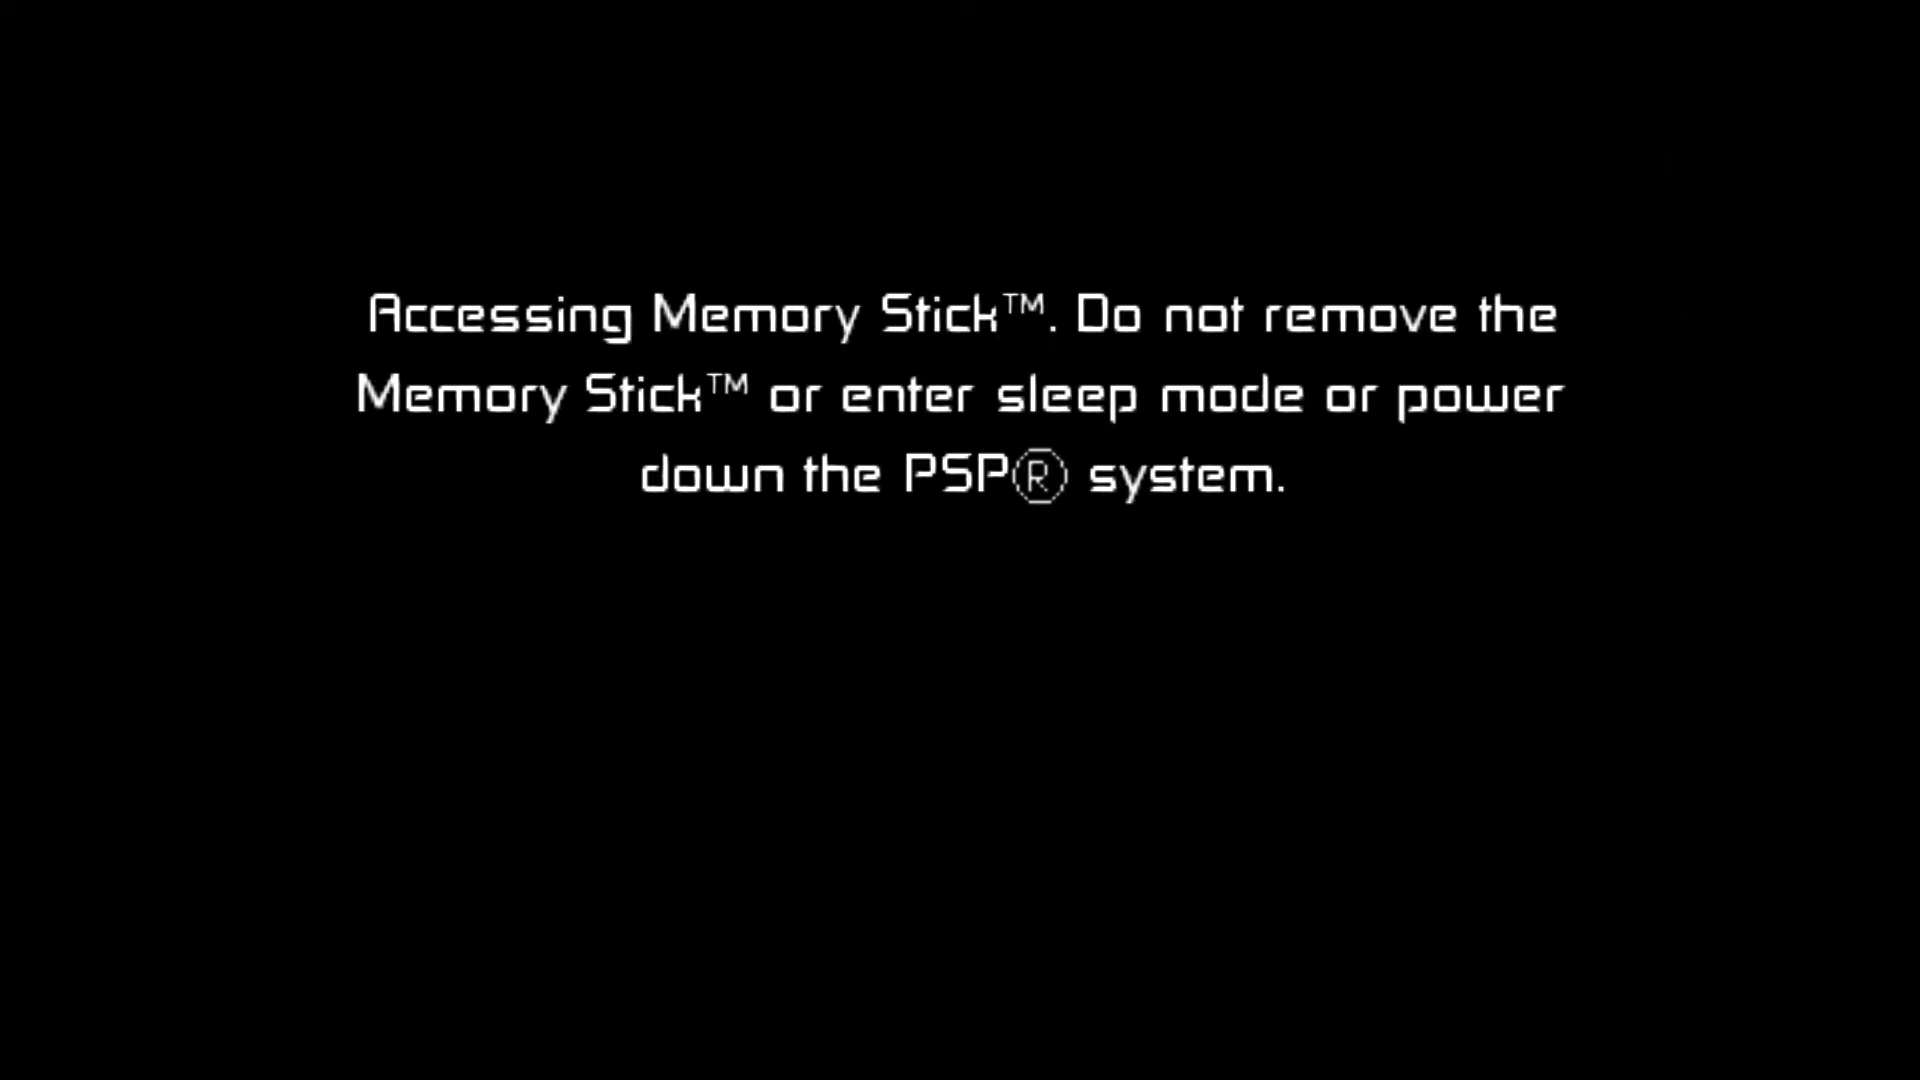 Accessing Memory Stick™. Do not remove the
Memory Stick™ or enter sleep mode or power
down the PSP® system.